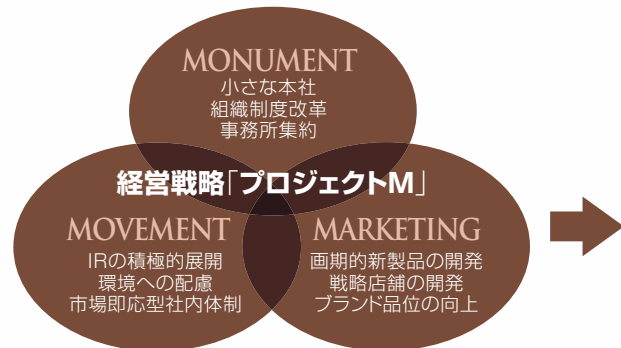 MONUMENT
小さな本社
組織制度改革
事務所集約
経営戦略「プロジェクトM」
MOVEMENT
IRの積極的展開
環境への配慮
市場即応型社内体制
MARKETING
画期的新製品の開発
戦略店舗の開発
ブランド品位の向上